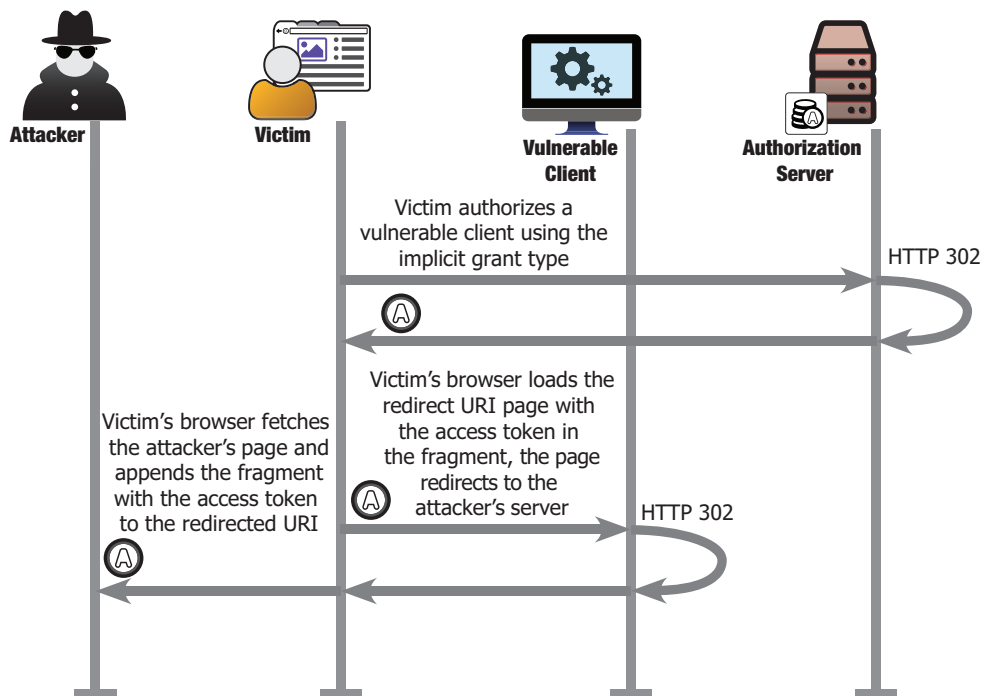 Attacker
Victim
Vulnerable
Client
Authorization
Server
A
Victim authorizes a
vulnerable client using the
implicit grant type
HTTP 302
A
Victim's browser loads the
redirect URI page with
the access token in
the fragment, the page
redirects to the
attacker's server
A
HTTP 302
Victim's browser fetches
the attacker's page and
appends the fragment
with the access token
to the redirected URI
A